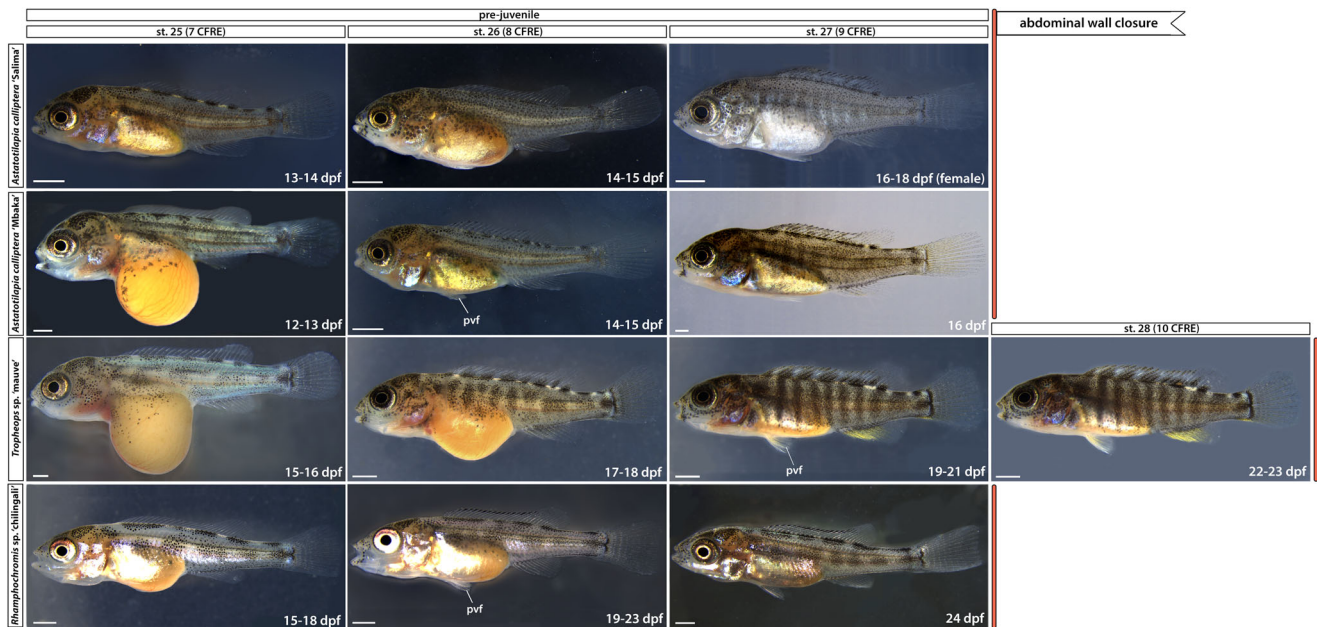 pre-juvenile
abdominal wall closure
st. 25 (7 CFRE)
st. 26 (8 CFRE)
st. 27 (9 CFRE)
Astatotilapia calliptera ‘Salima’
13-14 dpf
14-15 dpf
16-18 dpf (female)
Astatotilapia calliptera ‘Mbaka’
12-13 dpf
pvf
14-15 dpf
16 dpf
st. 28 (10 CFRE)
Tropheops sp. ‘mauve’
15-16 dpf
17-18 dpf
pvf
19-21 dpf
22-23 dpf
Rhamphochromis sp. ‘chilingali’
15-18 dpf
pvf
19-23 dpf
24 dpf